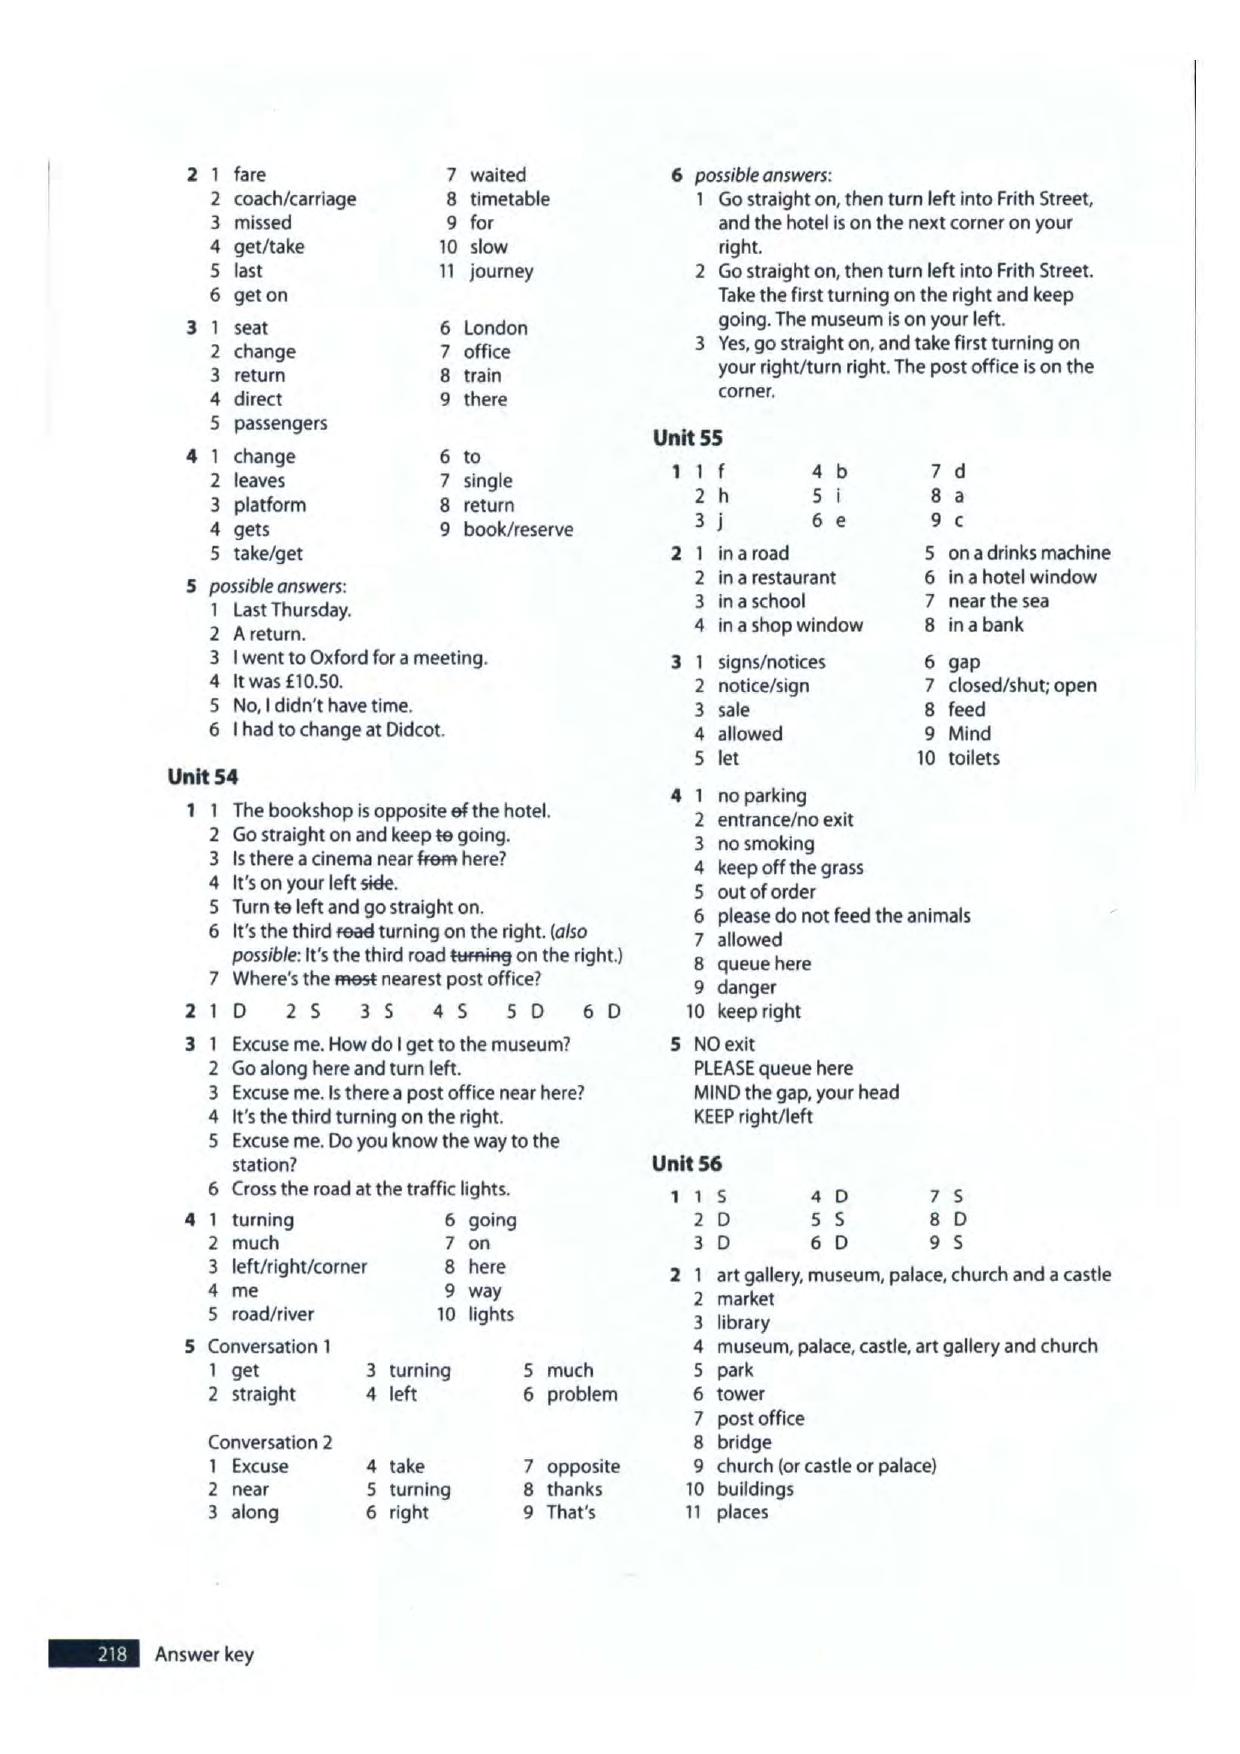 2 1 fare 7 waited
2 coach/carriage 8 timetable
3 missed 9 for
4 get/take 10 slow
5 last 11 journey
6 get on
3 1 seat 6 London
2 change 7 office
3 return 8 train
4 direct 9 there
5 passengers
4 1 change 6 to
2 leaves 7 single
3 platform 8 return
4 gets 9 book/reserve
5 take/get
5 possible answers:
1 Last Thursday.
2 A return.
3 I went to Oxford for a meeting.
4 It was £10.50.
5 No, I didn't have time.
6 I had to change at Didcot.
Unit 54
1 1 The bookshop is opposite of the hotel.
2 Go straight on and keep to going.
3 Is there a cinema near from here?
4 It's on your left side.
5 Turn to left and go straight on.
6 It's the third road turning on the right. (also
possible: It's the third road turning on the right.)
7 Where's the most nearest post office?
2 1 D 2 S 3 S 4 S 5 D 6 D
3 1 Excuse me. How do I get to the museum?
2 Go along here and turn left.
3 Excuse me. Is there a post office near here?
4 It's the third turning on the right.
5 Excuse me. Do you know the way to the
station?
6 Cross the road at the traffic lights.
4 1 turning 6 going
2 much 7 on
3 left/right/corner 8 here
4 me 9 way
5 road/river 10 lights
5 Conversation 1
1 get 3 turning 5 much
2 straight 4 left 6 problem
Conversation 2
1 Excuse 4 take 7 opposite
2 near 5 turning 8 thanks
3 along 6 right 9 That's
6 possible answers:
1 Go straight on, then turn left into Frith Street,
and the hotel is on the next corner on your
right.
2 Go straight on, then turn left into Frith Street.
Take the first turning on the right and keep
going. The museum is on your left.
3 Yes, go straight on, and take first turning on
your right/turn right. The post office is on the
corner.
Unit 55
1 1 f 4 b 7 d
2 h 5 i 8 a
3 j 6 e 9 c
2 1 in a road 5 on a drinks machine
2 in a restaurant 6 in a hotel window
3 in a school 7 near the sea
4 in a shop window 8 in a bank
3 1 signs/notices 6 gap
2 notice/sign 7 closed/shut; open
3 sale 8 feed
4 allowed 9 Mind
5 let 10 toilets
4 1 no parking
2 entrance/no exit
3 no smoking
4 keep off the grass
5 out of order
6 please do not feed the animals
7 allowed
8 queue here
9 danger
10 keep right
5 NO exit
PLEASE queue here
MIND the gap, your head
KEEP right/left
Unit 56
1 1 S 4 D 7 S
2 D 5 S 8 D
3 D 6 D 9 S
2 1 art gallery, museum, palace, church and a castle
2 market
3 library
4 museum, palace, castle, art gallery and church
5 park
6 tower
7 post office
8 bridge
9 church (or castle or palace)
10 buildings
11 places
218 Answer key